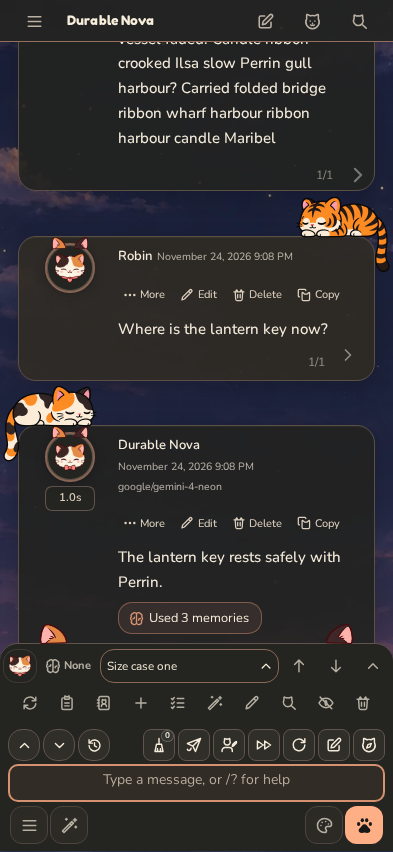 Durable Nova
vessel faded? Candle ribbon
crooked Ilsa slow Perrin gull
harbour? Carried folded bridge
ribbon wharf harbour ribbon
harbour candle Maribel
1/1
Robin November 24, 2026 9:08 PM
More Edit Delete Copy
Where is the lantern key now?
1/1
Durable Nova
November 24, 2026 9:08 PM
google/gemini-4-neon
1.0s
More Edit Delete Copy
The lantern key rests safely with
Perrin.
Used 3 memories
None Size case one
0
Type a message, or /? for help